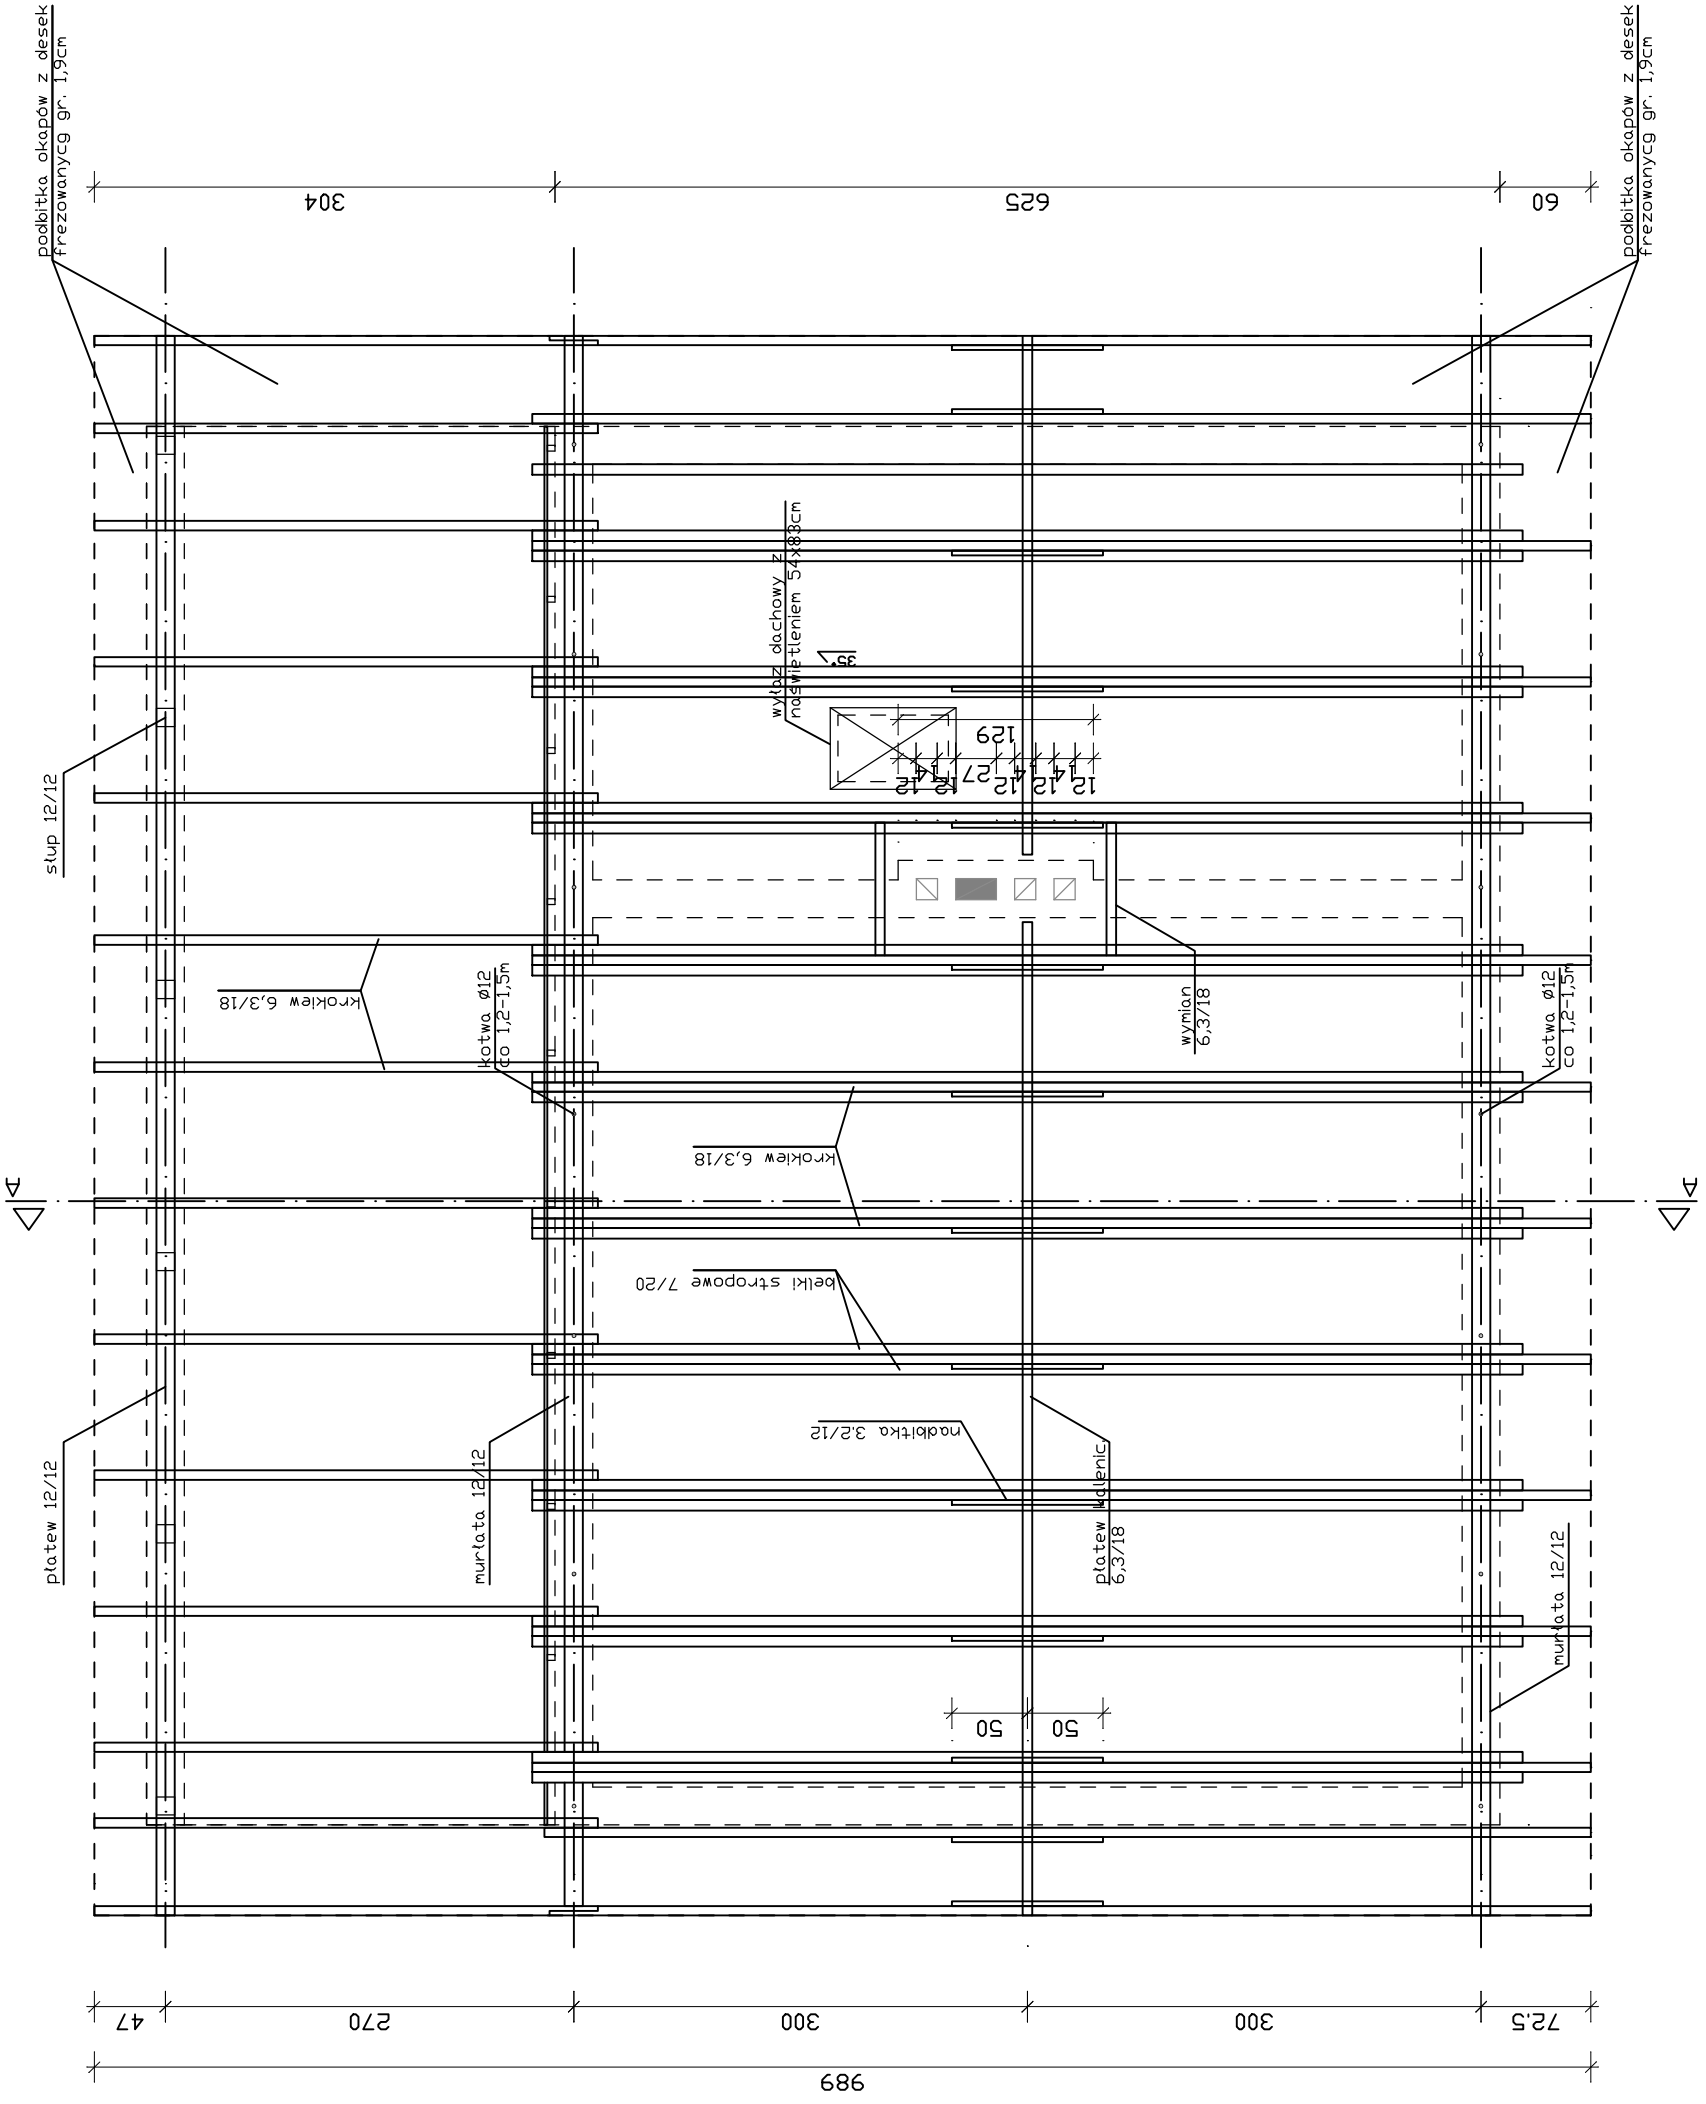 podbitka okapów z desek
frezowanycg gr. 1,9cm
podbitka okapów z desek
frezowanycg gr. 1,9cm
304
625
60
wyłaz dachowy z
naświetleniem 54x83cm
35°
słup 12/12
129
12
14
12
27
12
14
12
14
12
krokiew 6,3/18
kotwa ø12
co 1,2-1,5m
wymian
6,3/18
kotwa ø12
co 1,2-1,5m
krokiew 6,3/18
A
A
belki stropowe 7/20
nadbitka 3.2/12
płatew 12/12
murłata 12/12
płatew kalenic.
6,3/18
murłata 12/12
50
50
47
270
300
300
72.5
989